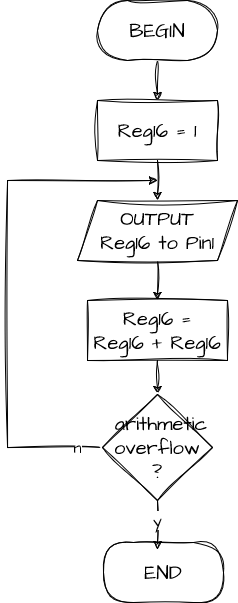 BEGIN
Reg16 = 1
OUTPUT
Reg16 to Pin1
Reg16 =
Reg16 + Reg16
arithmetic
overflow
?
n
y
END